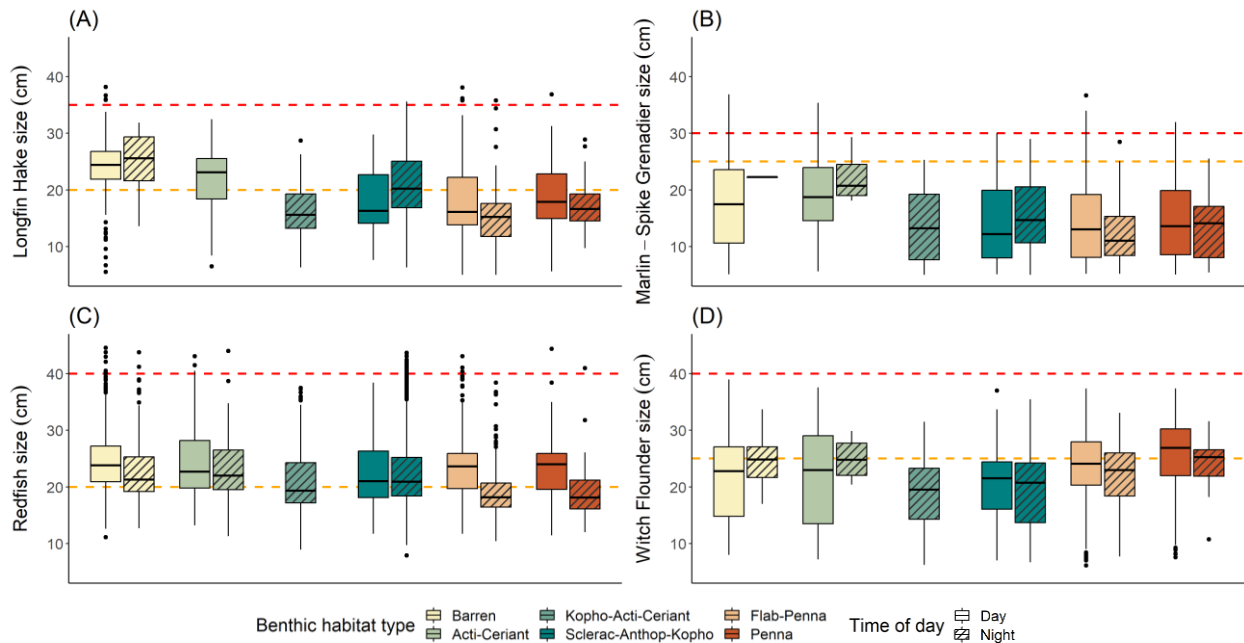 (A)
Longfin Hake size (cm)
40
30
20
10
(B)
Marlin – Spike Grenadier size (cm)
40
30
20
10
(C)
Redfish size (cm)
40
30
20
10
(D)
Witch Flounder size (cm)
40
30
20
10
Benthic habitat type
Barren
Acti-Ceriant
Kopho-Acti-Ceriant
Sclerac-Anthop-Kopho
Flab-Penna
Penna
Time of day
Day
Night